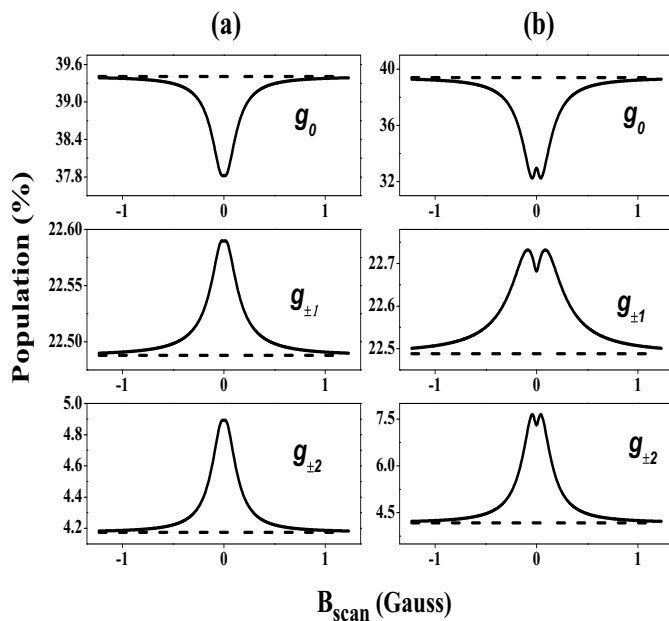 (a) (b)
Population (%)
39.6
39.0
38.4
37.8
-1 0 1
g0
40
36
32
-1 0 1
g0
22.60
22.55
22.50
-1 0 1
g±1
22.7
22.6
22.5
-1 0 1
g±1
5.0
4.8
4.6
4.4
4.2
-1 0 1
g±2
7.5
6.0
4.5
-1 0 1
g±2
Bscan (Gauss)